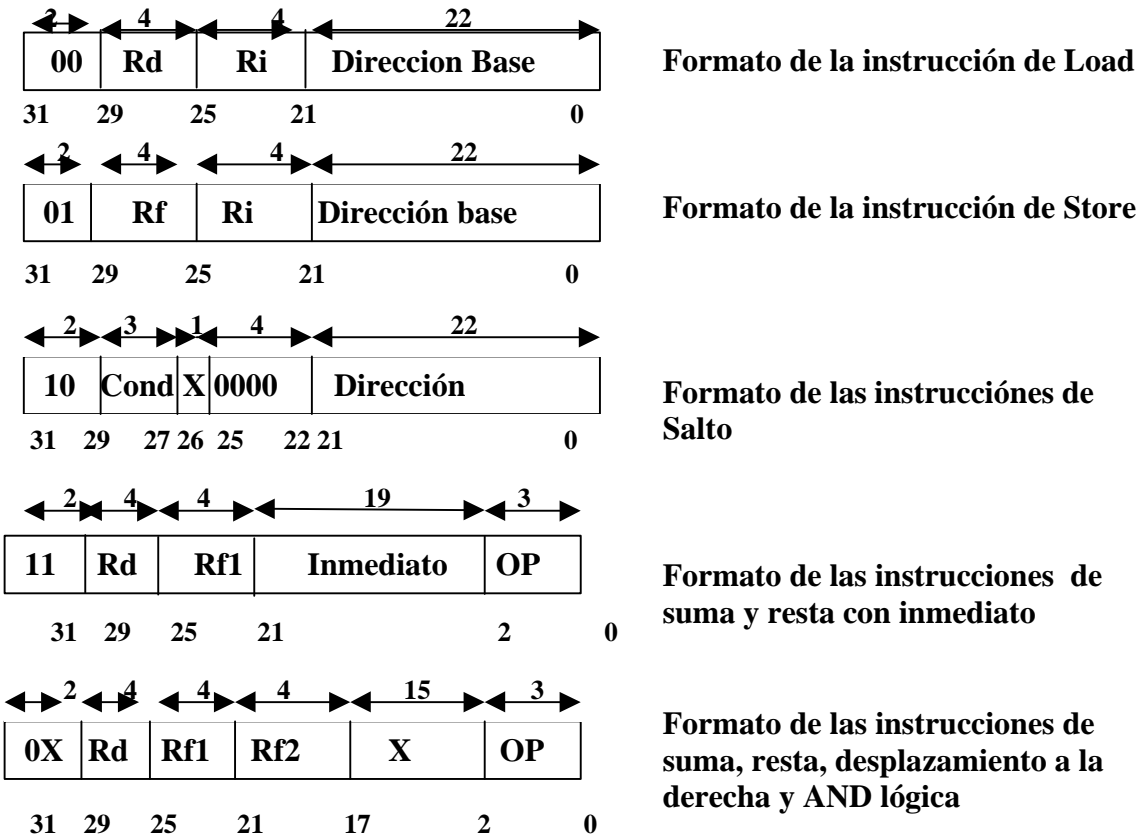 2 4 4 22
00 Rd Ri Direccion Base Formato de la instrucción de Load
31 29 25 21 0
2 4 4 22
01 Rf Ri Dirección base Formato de la instrucción de Store
31 29 25 21 0
2 3 1 4 22
10 Cond X 0000 Dirección Formato de las instrucciónes de
Salto
31 29 27 26 25 22 21 0
2 4 4 19 3
11 Rd Rf1 Inmediato OP Formato de las instrucciones de
suma y resta con inmediato
31 29 25 21 2 0
2 4 4 4 15 3
0X Rd Rf1 Rf2 X OP Formato de las instrucciones de
suma, resta, desplazamiento a la
derecha y AND lógica
31 29 25 21 17 2 0